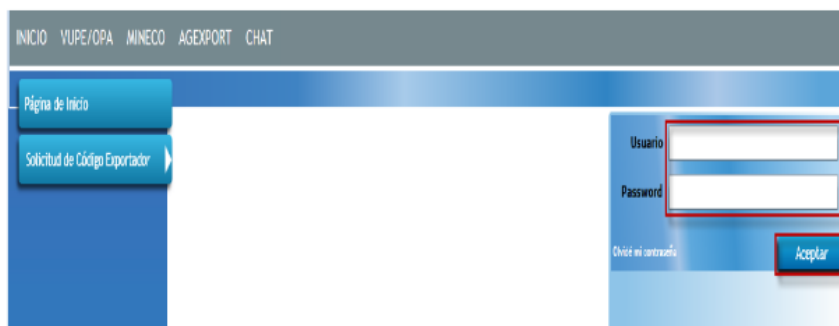 INICIO VUPE/OPA MINECO AGEXPORT CHAT
Página de Inicio
Solicitud de Código Exportador
Usuario
Password
Olvidé mi contraseña
Aceptar